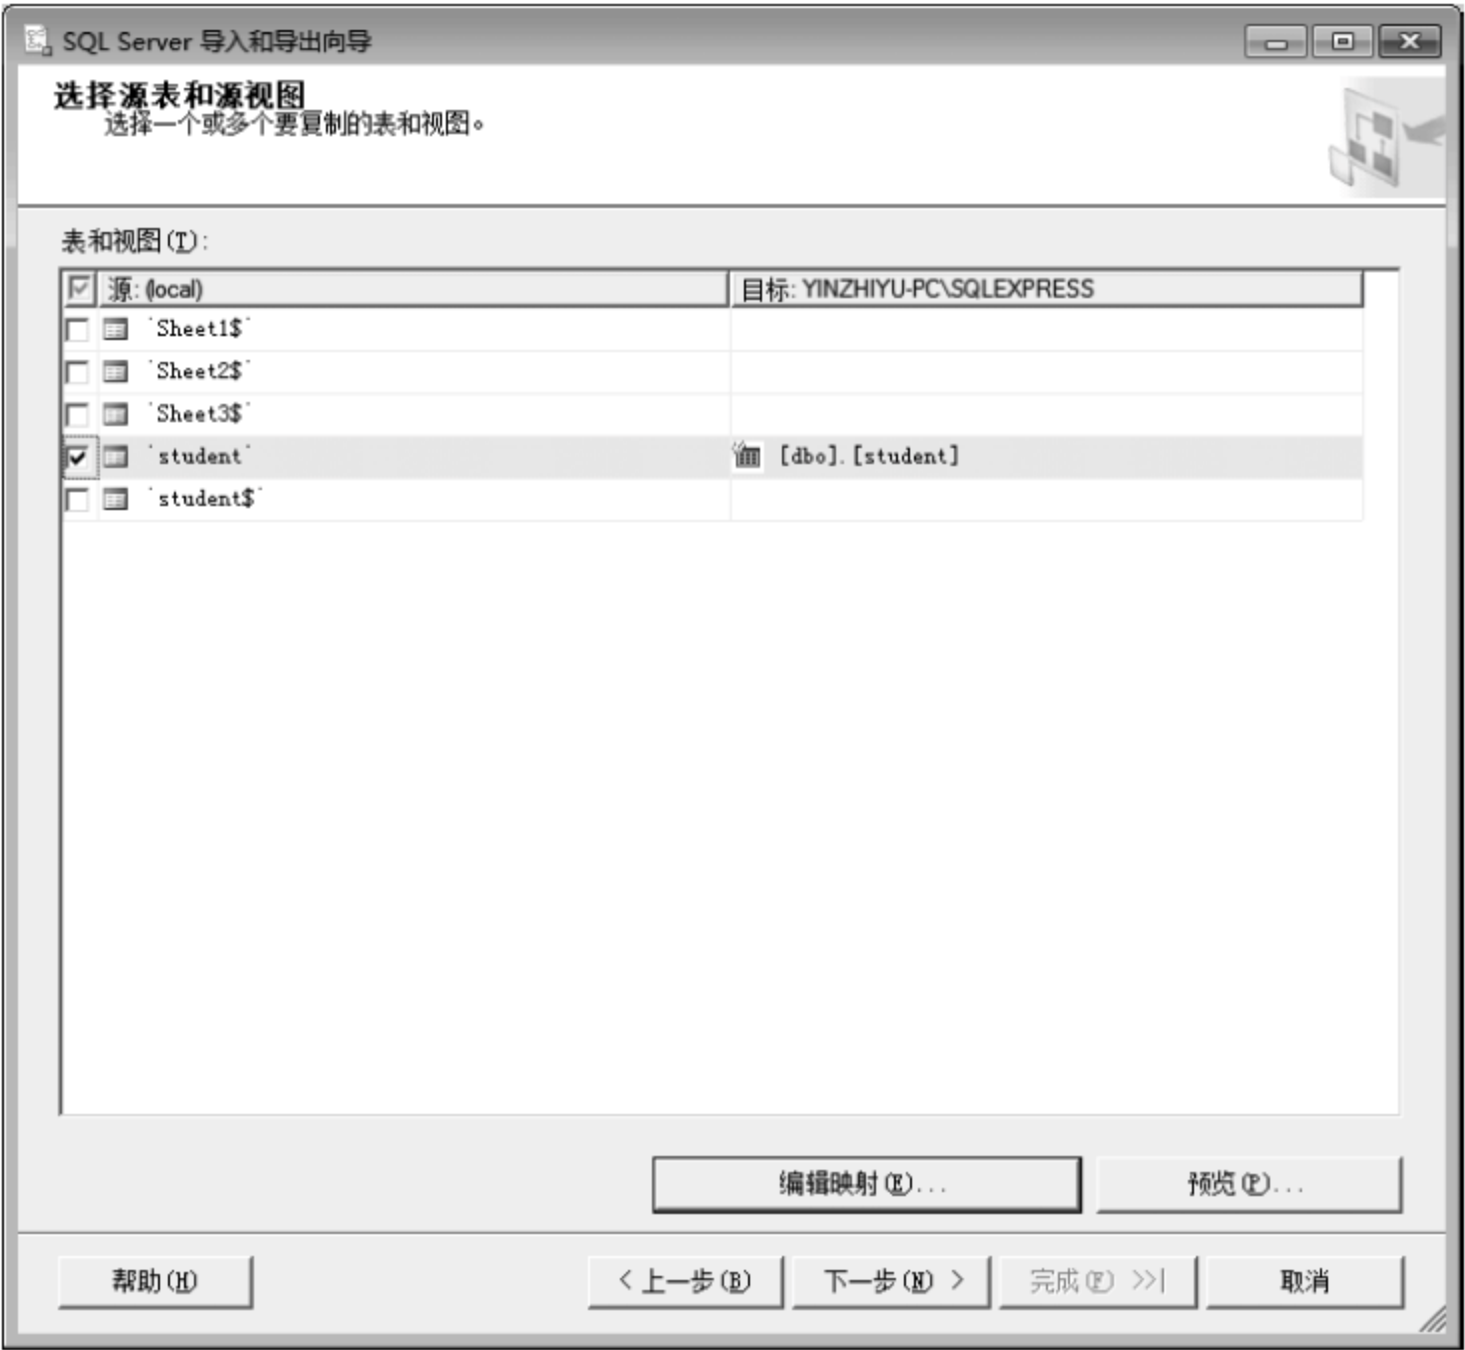 SQL Server 导入和导出向导
选择源表和源视图
选择一个或多个要复制的表和视图。
表和视图(T):
源: (local) 目标: YINZHIYU-PC\SQLEXPRESS
`Sheet1$`
`Sheet2$`
`Sheet3$`
`student` [dbo].[student]
`student$`
编辑映射(E)... 预览(P)...
帮助(H) < 上一步(B) 下一步(N) > 完成(F) >>| 取消